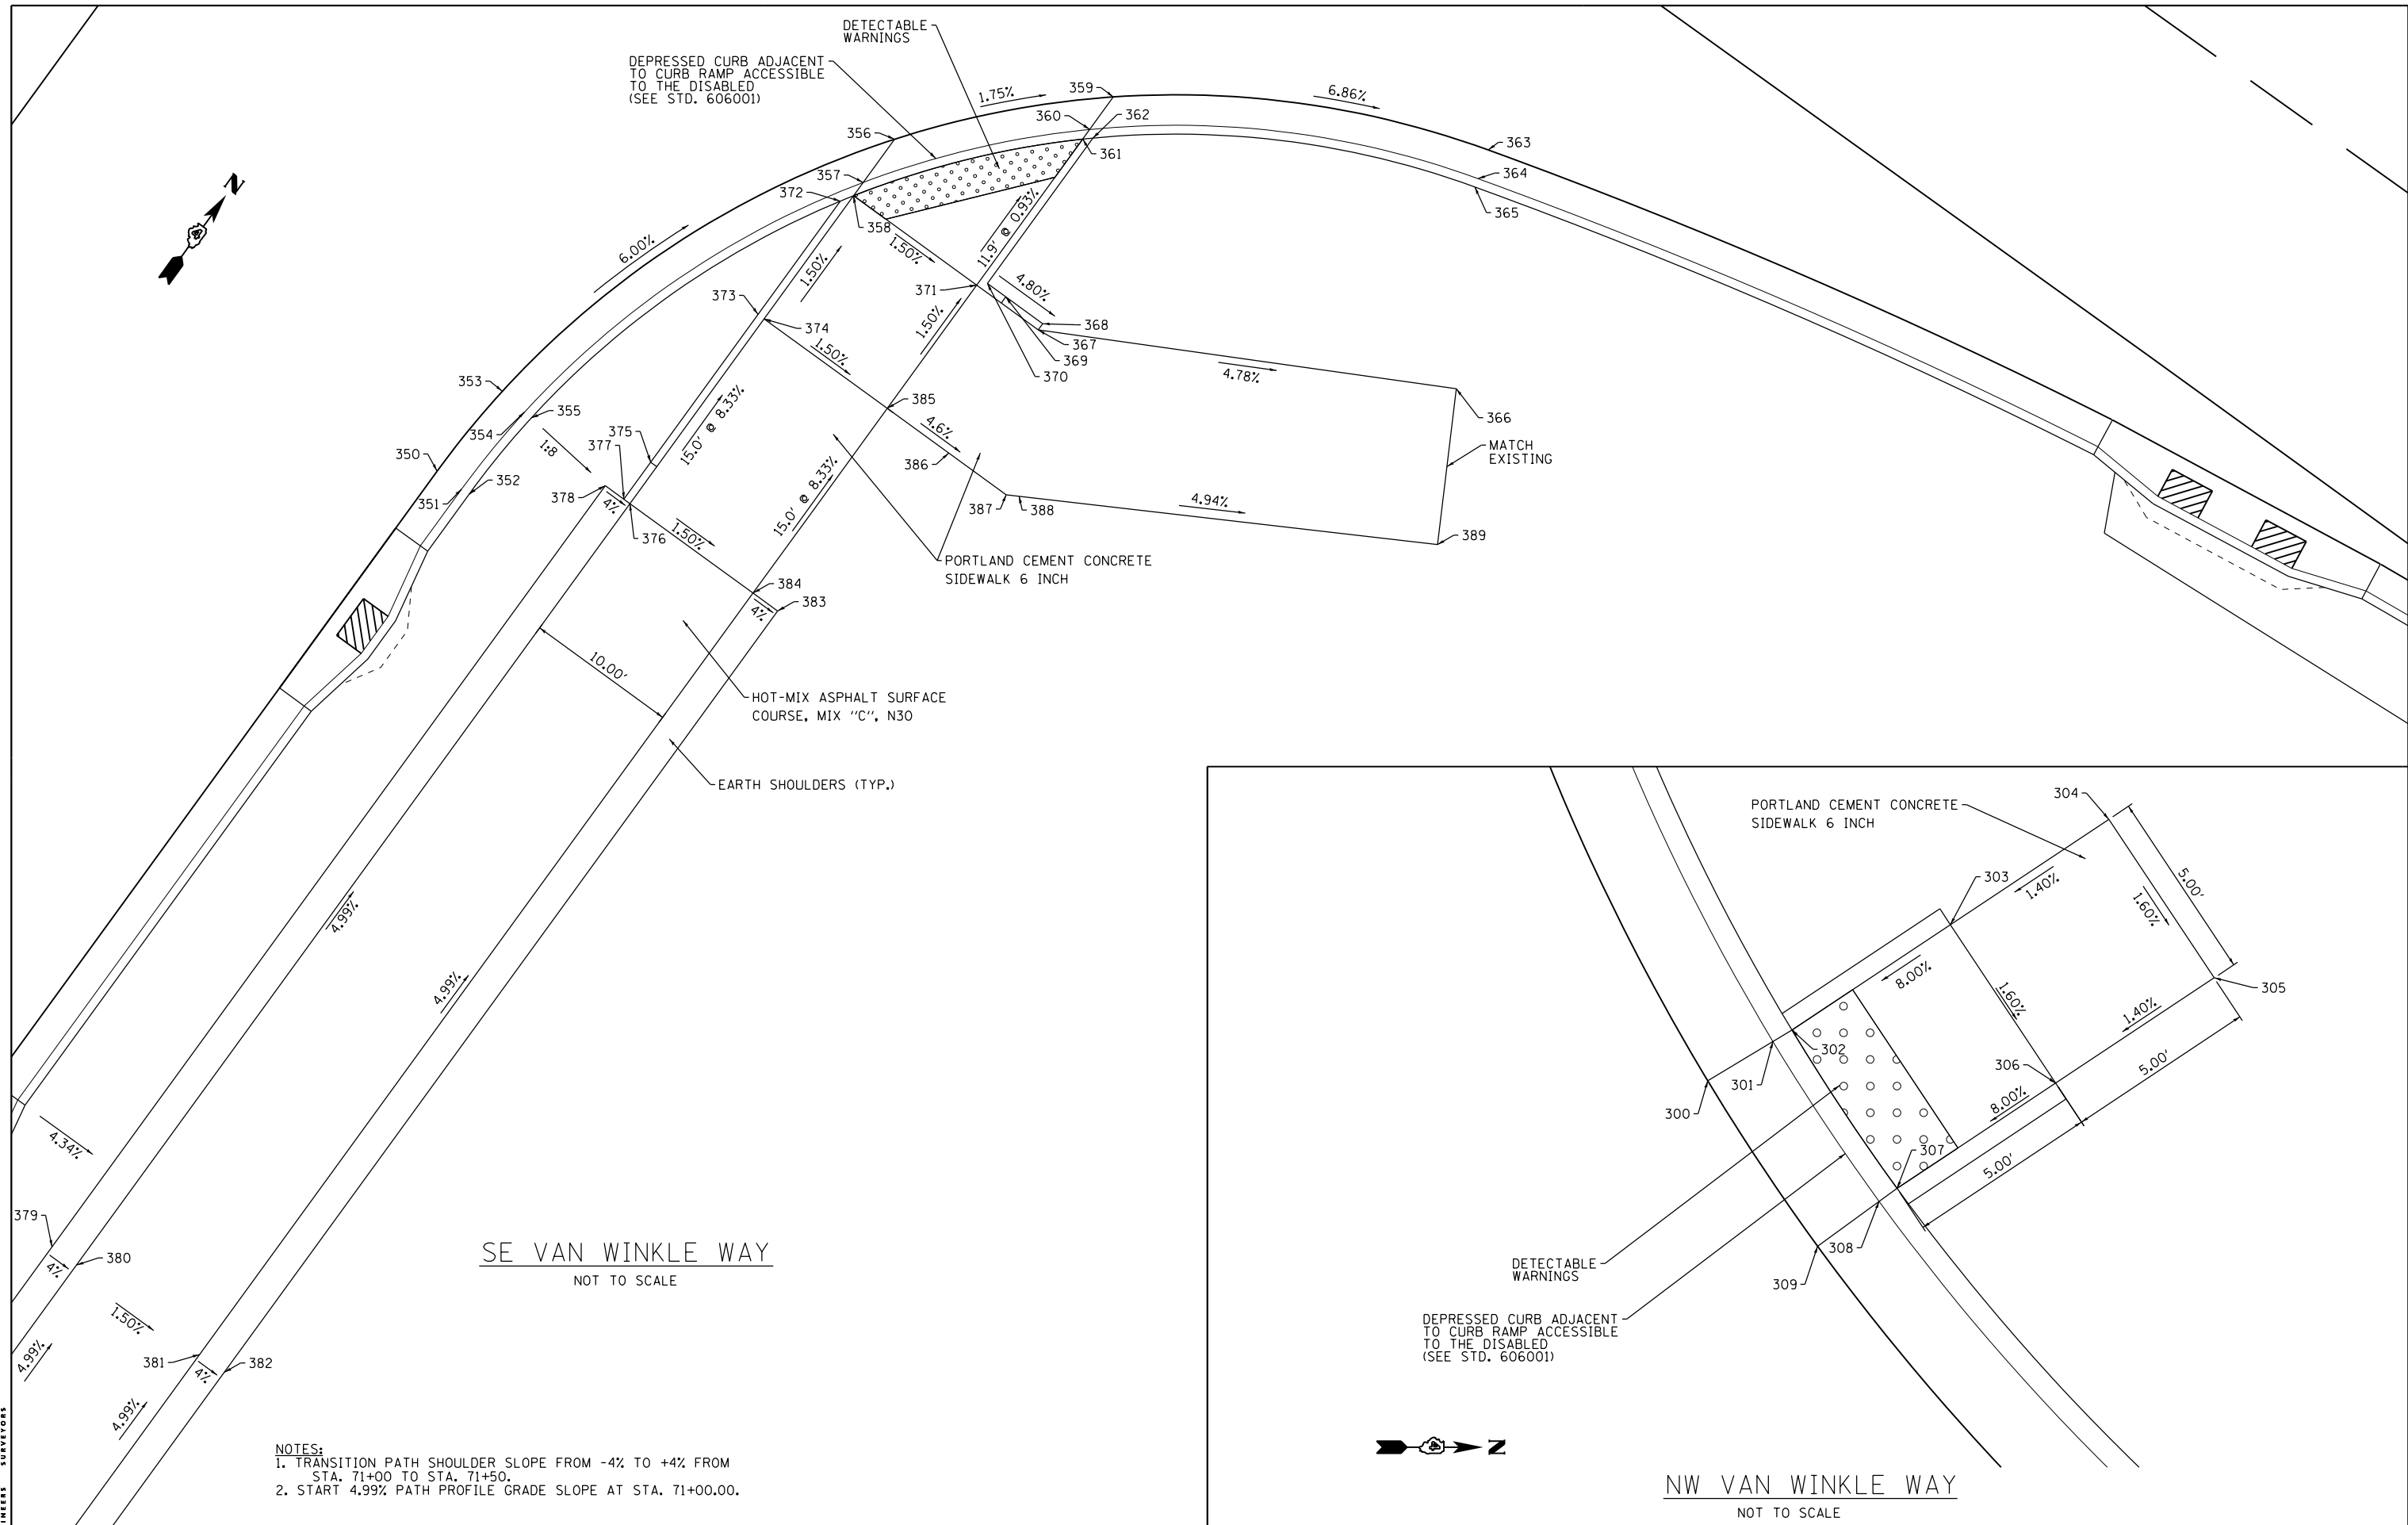 DETECTABLE
WARNINGS
DEPRESSED CURB ADJACENT
TO CURB RAMP ACCESSIBLE
TO THE DISABLED
(SEE STD. 606001)
1.75%
359
6.86%
360
362
356
361
363
357
364
372
365
358
N
6.00%
1.50%
11.9' @ 0.93%
1.50%
371
4.80%
373
374
368
367
369
370
1.50%
1.50%
4.78%
353
355
385
366
354
1:8
375
377
15.0' @ 8.33%
4.6%
MATCH
EXISTING
350
386
351
352
378
4%
376
1.50%
15.0' @ 8.33%
387
388
4.94%
389
PORTLAND CEMENT CONCRETE
SIDEWALK 6 INCH
384
383
4%
10.00'
HOT-MIX ASPHALT SURFACE
COURSE, MIX "C", N30
EARTH SHOULDERS (TYP.)
4.99%
4.99%
4.34%
379
380
4%
1.50%
4.99%
381
382
4%
4.99%
SE VAN WINKLE WAY
NOT TO SCALE
NOTES:
1. TRANSITION PATH SHOULDER SLOPE FROM -4% TO +4% FROM
STA. 71+00 TO STA. 71+50.
2. START 4.99% PATH PROFILE GRADE SLOPE AT STA. 71+00.00.
SURVEYORS
INEERS
PORTLAND CEMENT CONCRETE
SIDEWALK 6 INCH
304
5.00'
303
1.40%
1.60%
8.00%
1.60%
305
1.40%
302
301
306
5.00'
300
8.00%
307
5.00'
308
309
DETECTABLE
WARNINGS
DEPRESSED CURB ADJACENT
TO CURB RAMP ACCESSIBLE
TO THE DISABLED
(SEE STD. 606001)
N
NW VAN WINKLE WAY
NOT TO SCALE